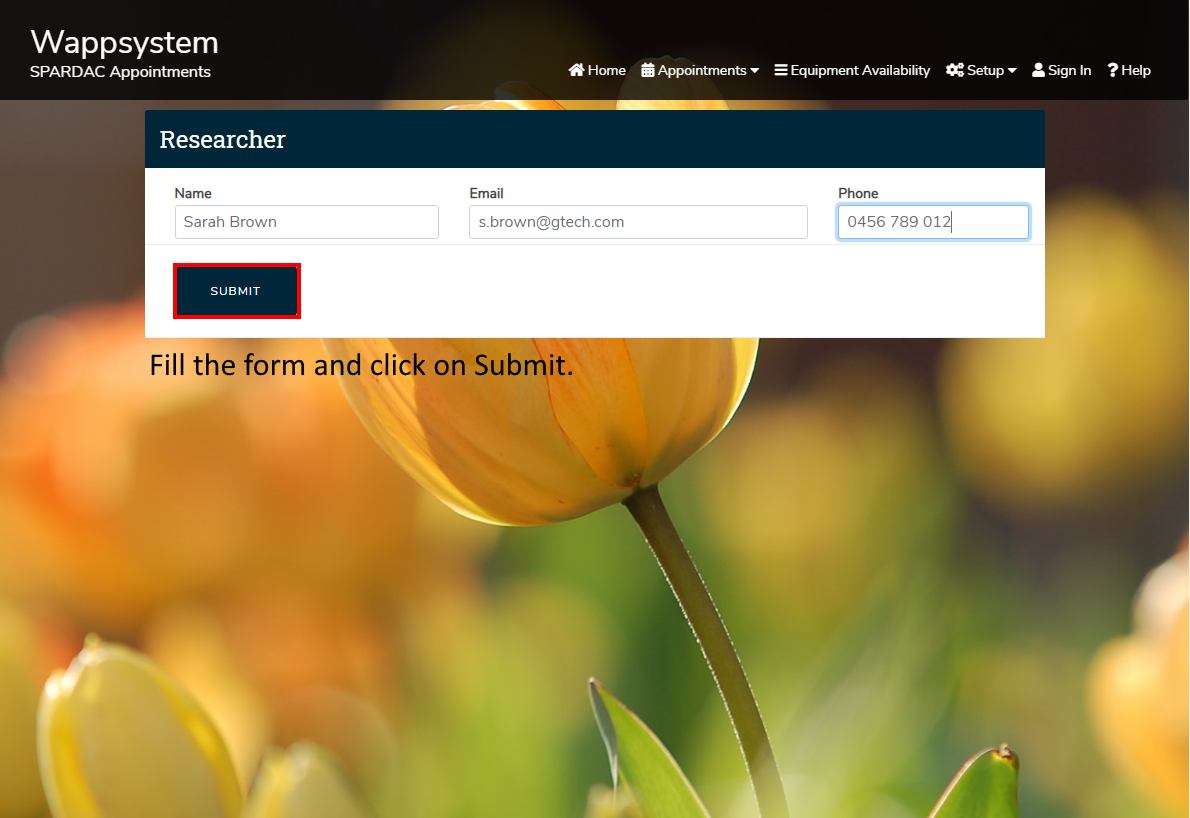 Wappsystem
SPARDAC Appointments
Home Appointments Equipment Availability Setup Sign In Help
Researcher
Name Email Phone
Sarah Brown s.brown@gtech.com 0456 789 012
SUBMIT
Fill the form and click on Submit.